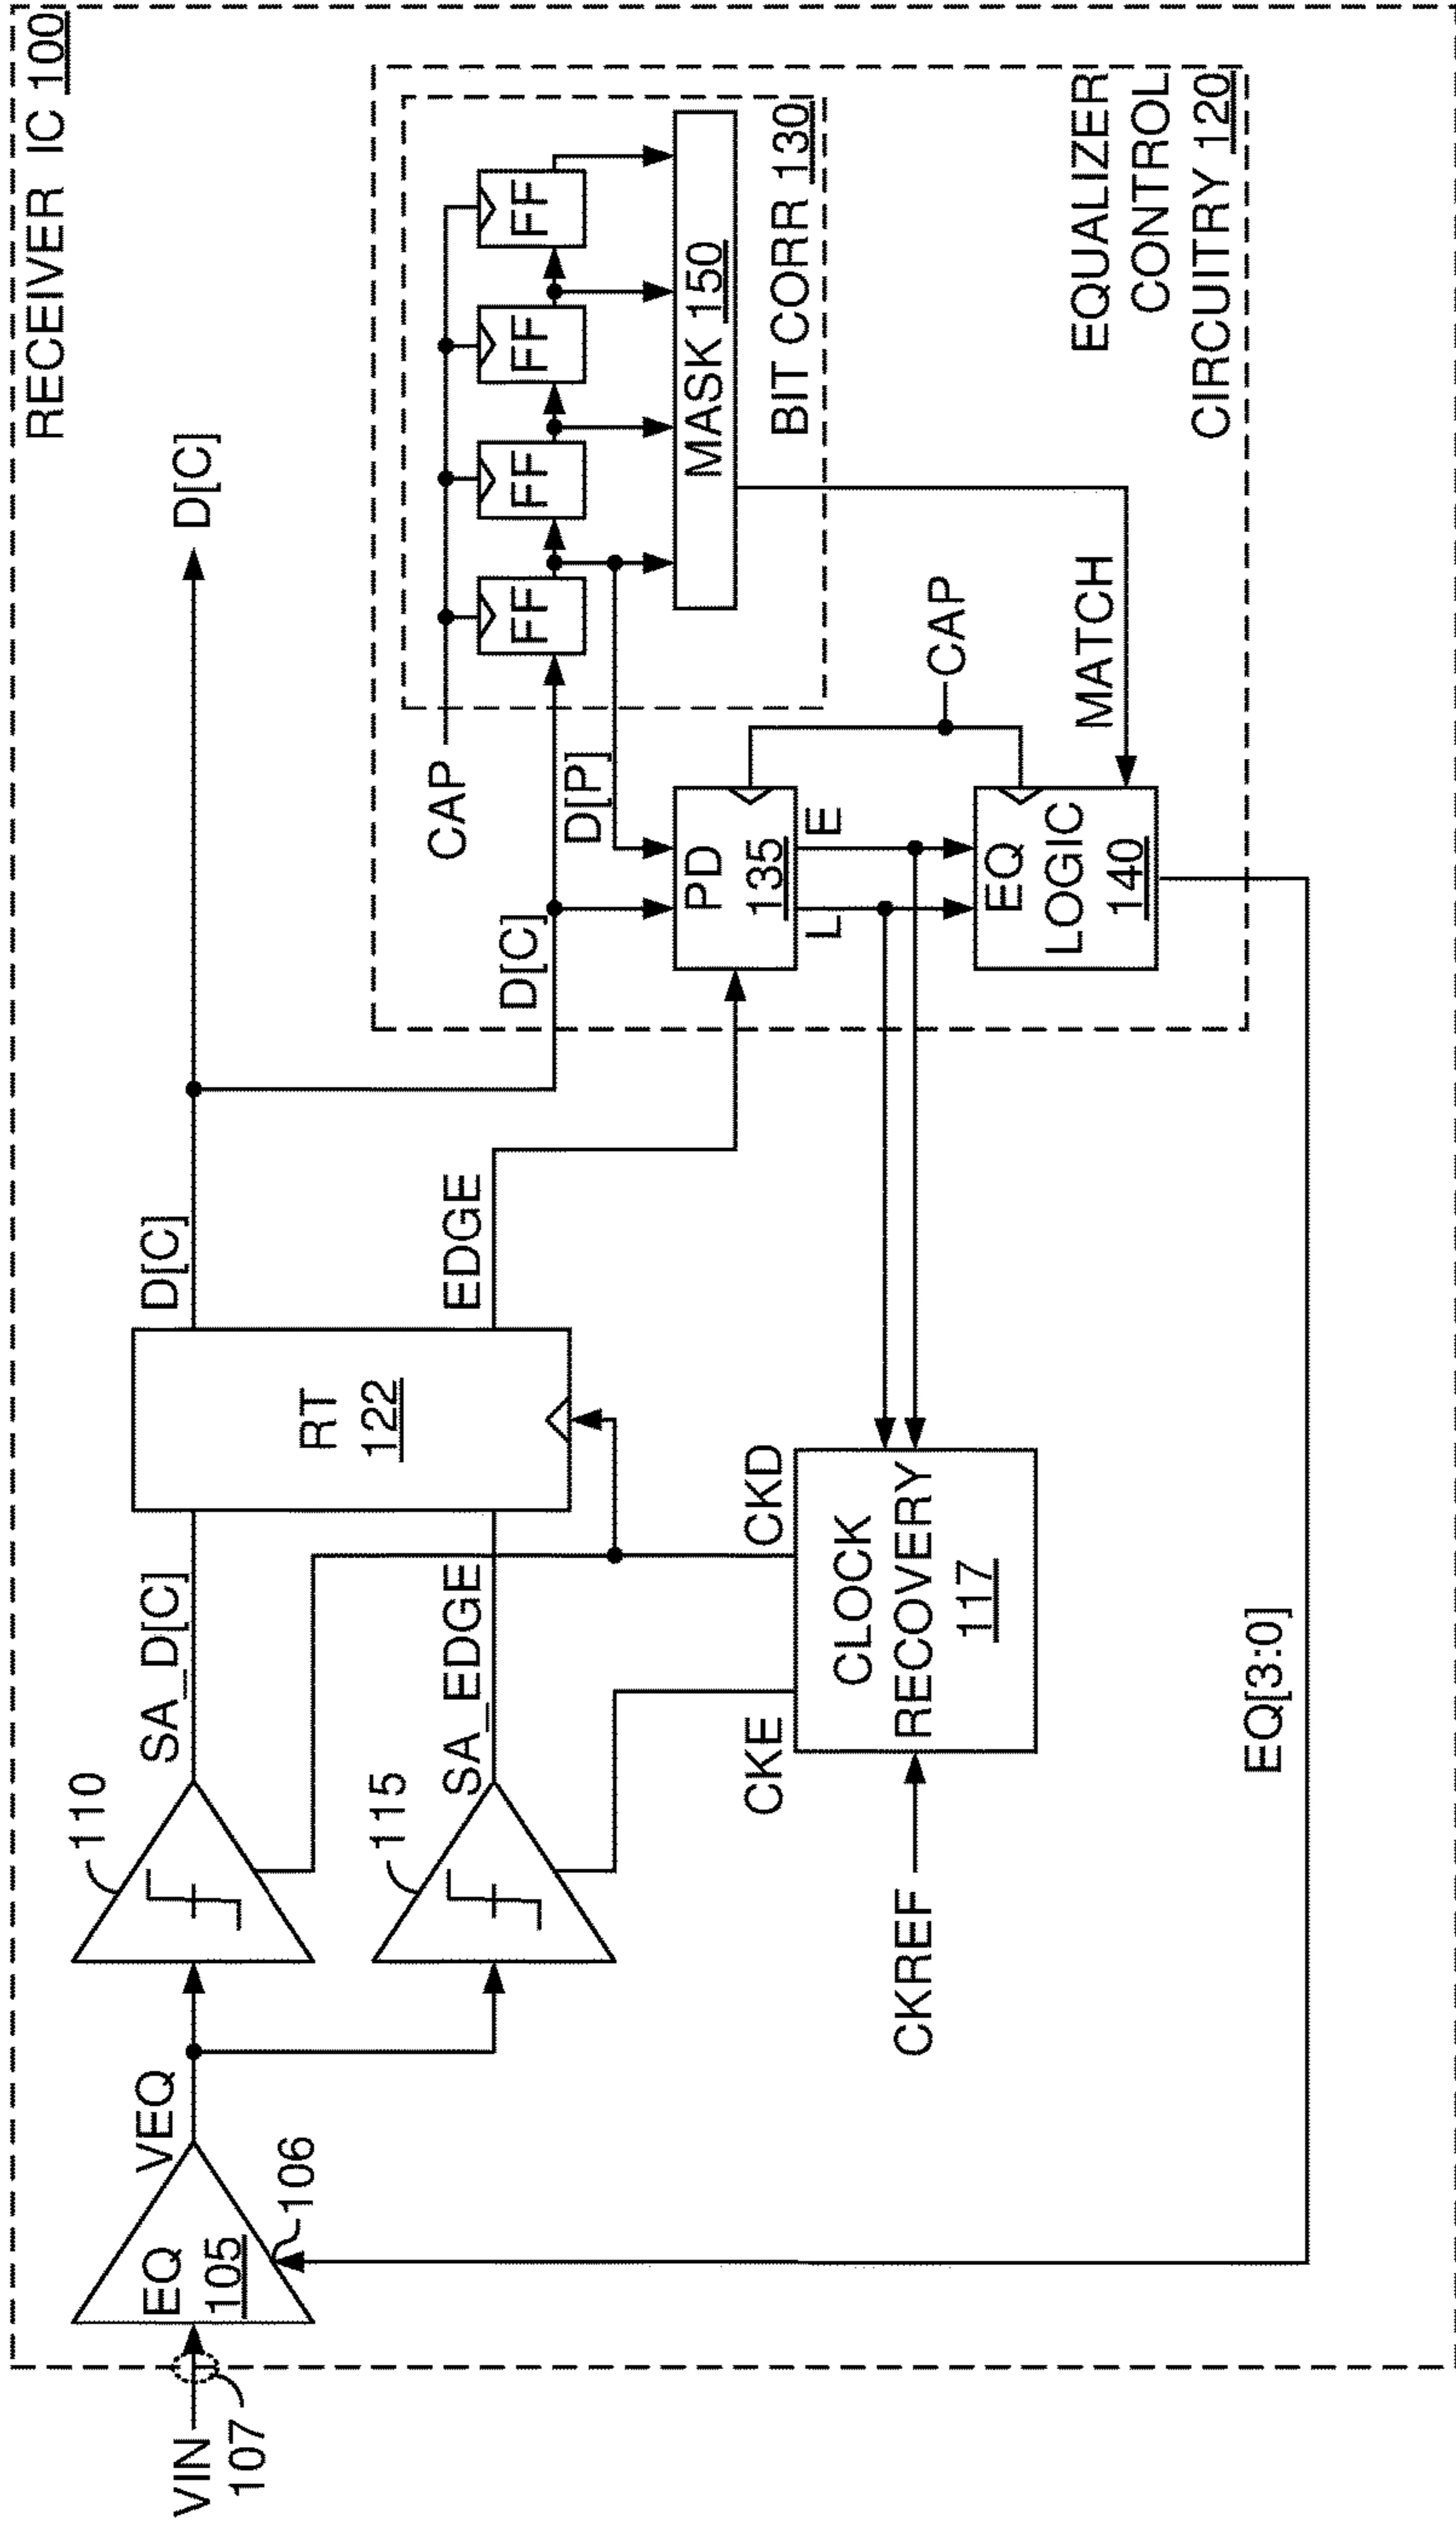 RECEIVER IC 100
VIN
107
EQ
105
106
VEQ
110
SA_D[C]
115
SA_EDGE
RT
122
D[C]
EDGE
D[C]
CKREF
CKE
CKD
CLOCK
RECOVERY
117
D[C]
D[P]
CAP
FF
FF
FF
FF
MASK 150
BIT CORR 130
PD
135
L
E
CAP
EQ
LOGIC
140
MATCH
EQUALIZER
CONTROL
CIRCUITRY 120
EQ[3:0]